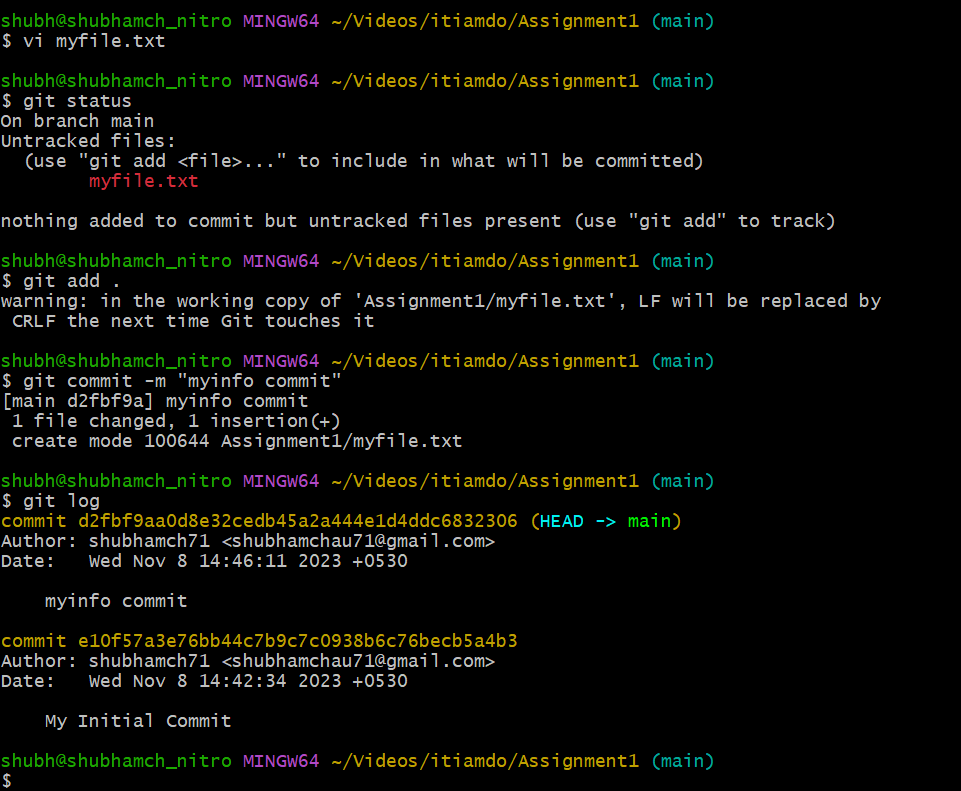 shubh@shubhamch_nitro MINGW64 ~/Videos/itiamdo/Assignment1 (main)
$ vi myfile.txt

shubh@shubhamch_nitro MINGW64 ~/Videos/itiamdo/Assignment1 (main)
$ git status
On branch main
Untracked files:
  (use "git add <file>..." to include in what will be committed)
        myfile.txt

nothing added to commit but untracked files present (use "git add" to track)

shubh@shubhamch_nitro MINGW64 ~/Videos/itiamdo/Assignment1 (main)
$ git add .
warning: in the working copy of 'Assignment1/myfile.txt', LF will be replaced by
 CRLF the next time Git touches it

shubh@shubhamch_nitro MINGW64 ~/Videos/itiamdo/Assignment1 (main)
$ git commit -m "myinfo commit"
[main d2fbf9a] myinfo commit
 1 file changed, 1 insertion(+)
 create mode 100644 Assignment1/myfile.txt

shubh@shubhamch_nitro MINGW64 ~/Videos/itiamdo/Assignment1 (main)
$ git log
commit d2fbf9aa0d8e32cedb45a2a444e1d4ddc6832306 (HEAD -> main)
Author: shubhamch71 <shubhamchau71@gmail.com>
Date:   Wed Nov 8 14:46:11 2023 +0530

    myinfo commit

commit e10f57a3e76bb44c7b9c7c0938b6c76becb5a4b3
Author: shubhamch71 <shubhamchau71@gmail.com>
Date:   Wed Nov 8 14:42:34 2023 +0530

    My Initial Commit

shubh@shubhamch_nitro MINGW64 ~/Videos/itiamdo/Assignment1 (main)
$